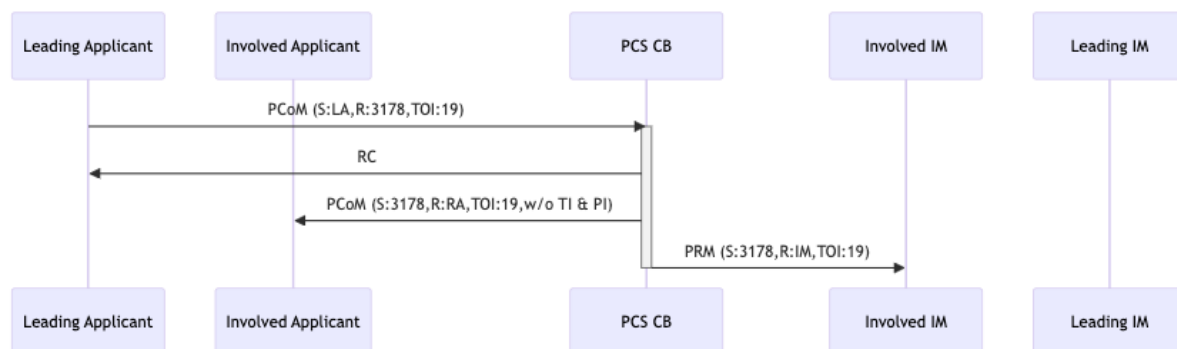 Leading Applicant
Involved Applicant
PCS CB
Involved IM
Leading IM
PCoM (S:LA,R:3178,TOI:19)
RC
PCoM (S:3178,R:RA,TOI:19,w/o TI & PI)
PRM (S:3178,R:IM,TOI:19)
Leading Applicant
Involved Applicant
PCS CB
Involved IM
Leading IM